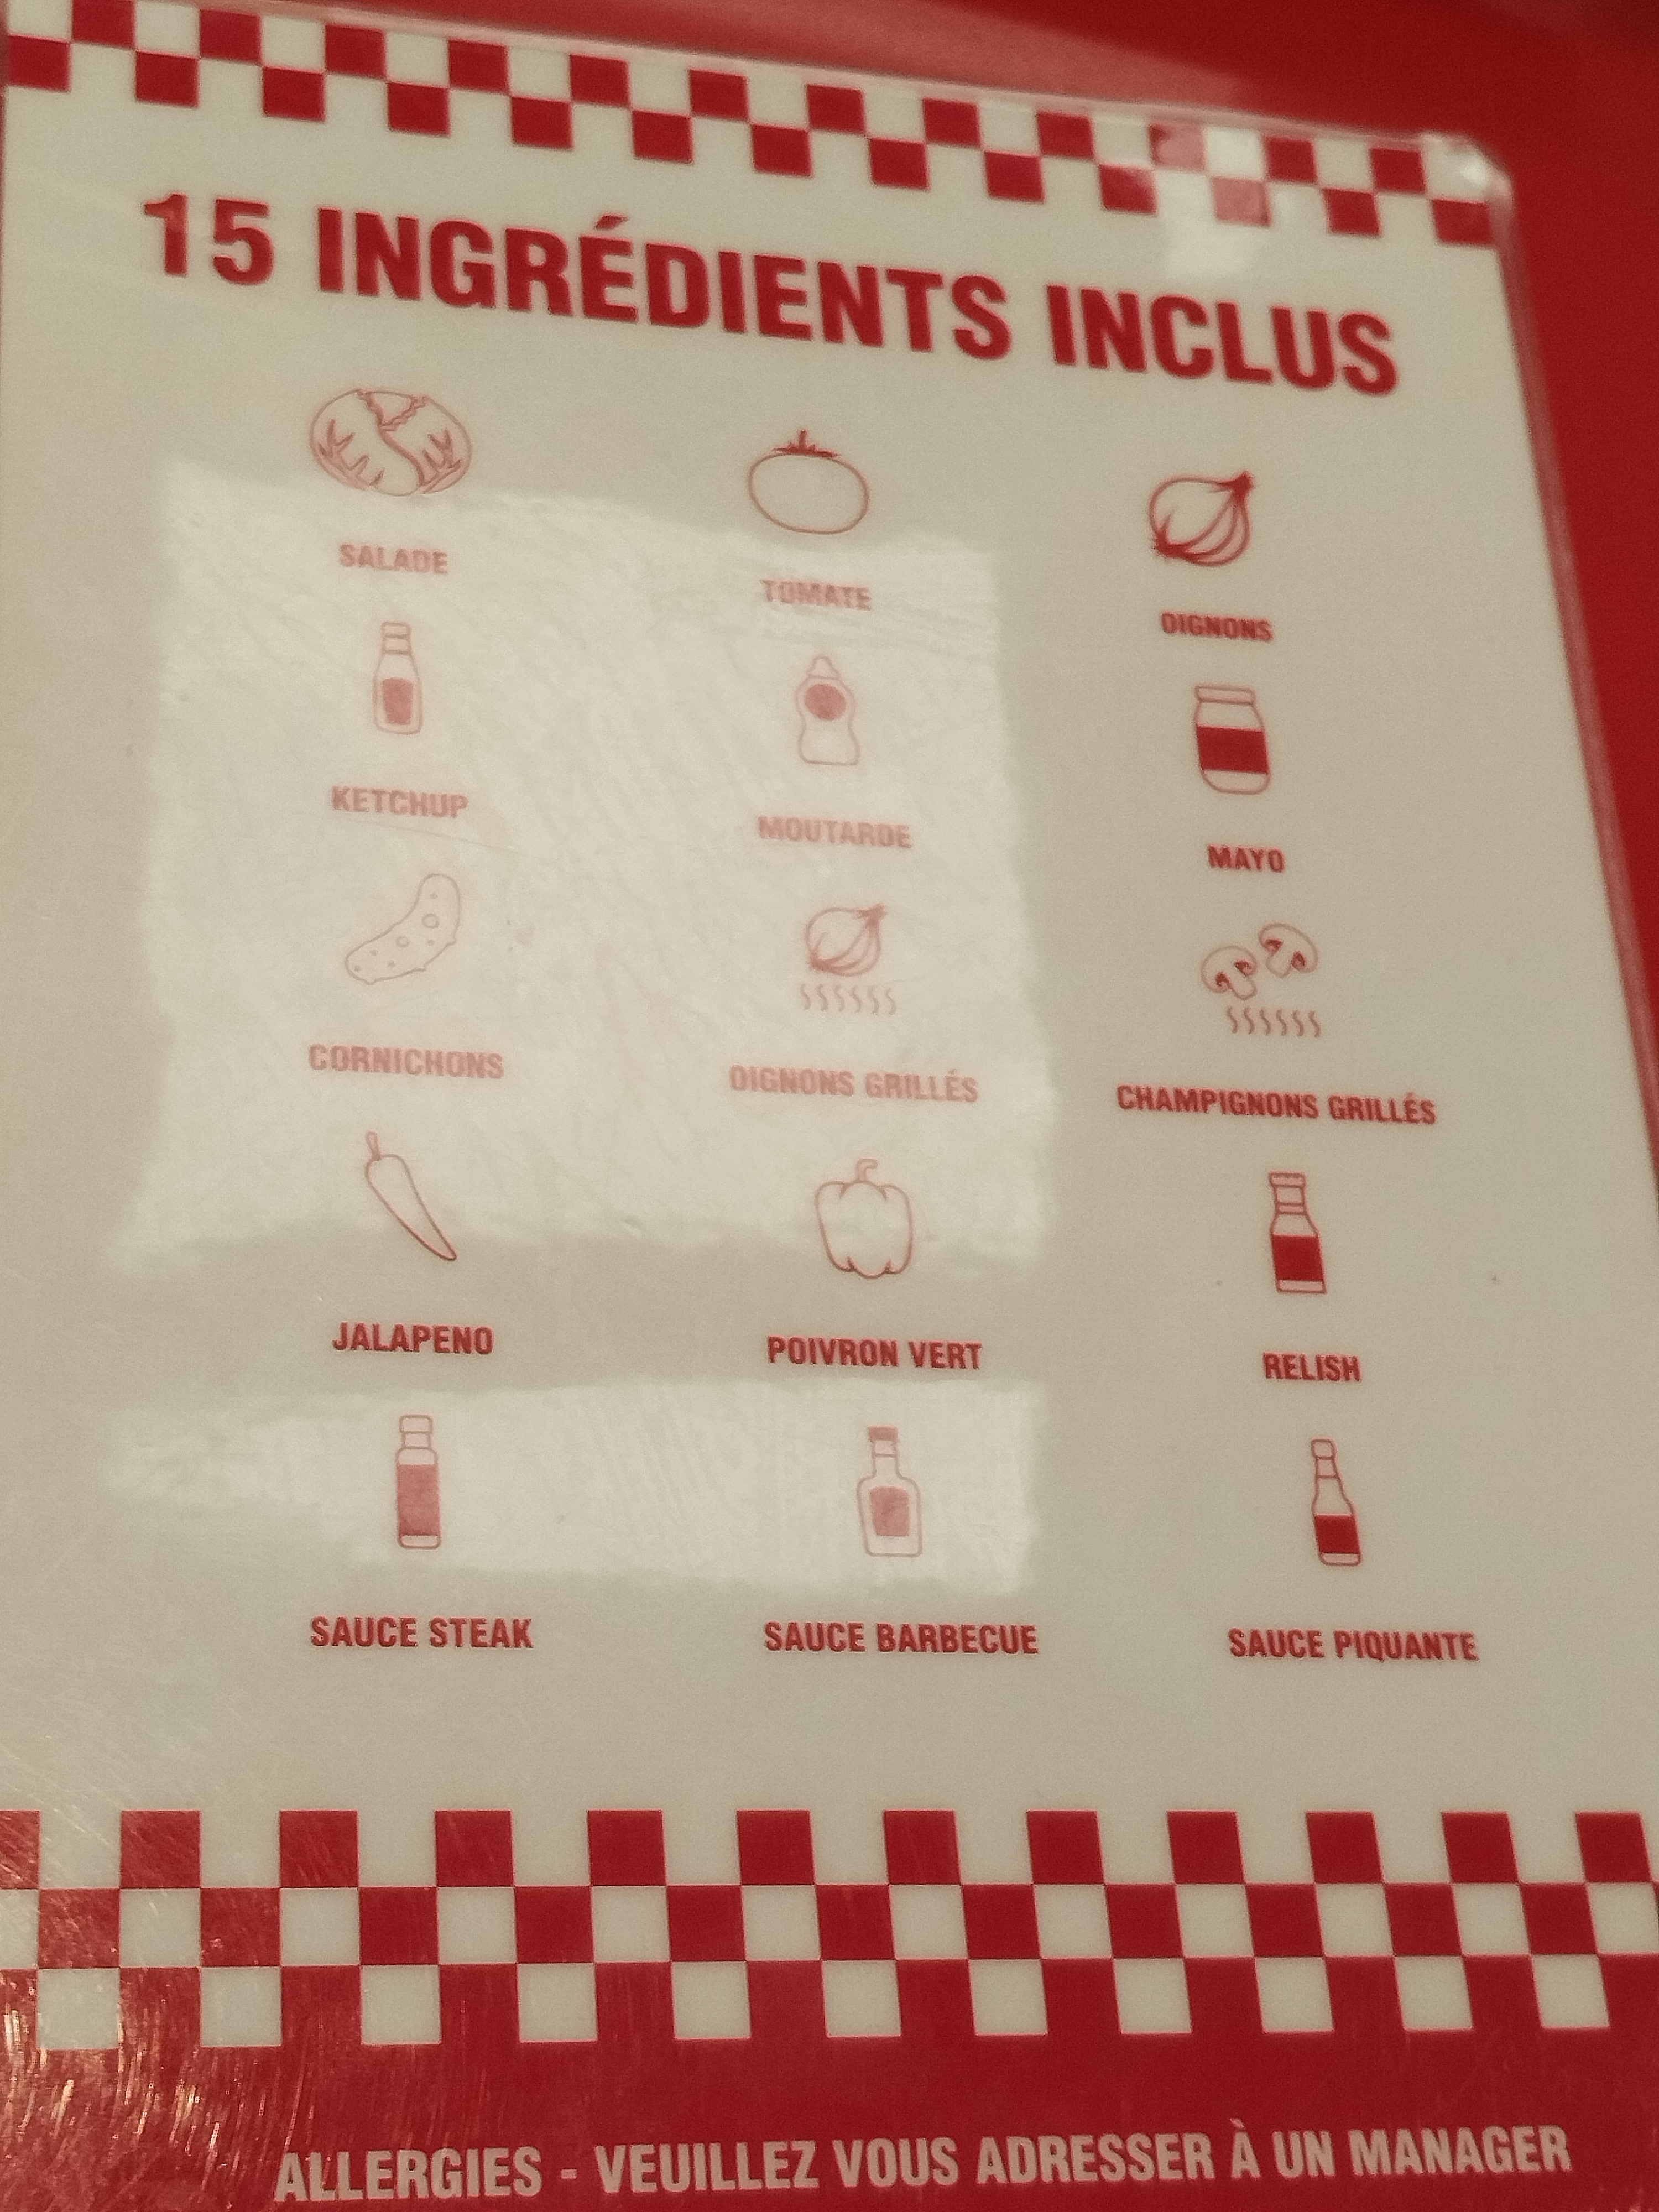 15 INGRÉDIENTS INCLUS
SALADE
TOMATE
OIGNONS
KETCHUP
MOUTARDE
MAYO
CORNICHONS
OIGNONS GRILLÉS
CHAMPIGNONS GRILLÉS
JALAPENO
POIVRON VERT
RELISH
SAUCE STEAK
SAUCE BARBECUE
SAUCE PIQUANTE
ALLERGIES - VEUILLEZ VOUS ADRESSER À UN MANAGER